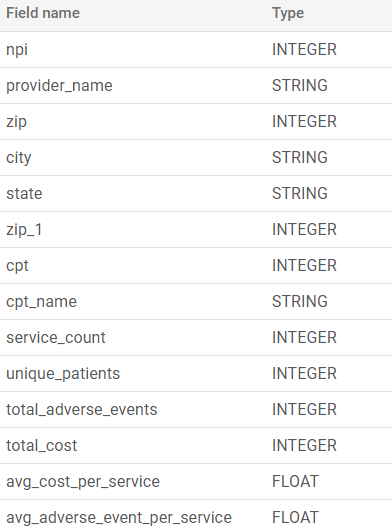 Field name Type
npi INTEGER
provider_name STRING
zip INTEGER
city STRING
state STRING
zip_1 INTEGER
cpt INTEGER
cpt_name STRING
service_count INTEGER
unique_patients INTEGER
total_adverse_events INTEGER
total_cost INTEGER
avg_cost_per_service FLOAT
avg_adverse_event_per_service FLOAT